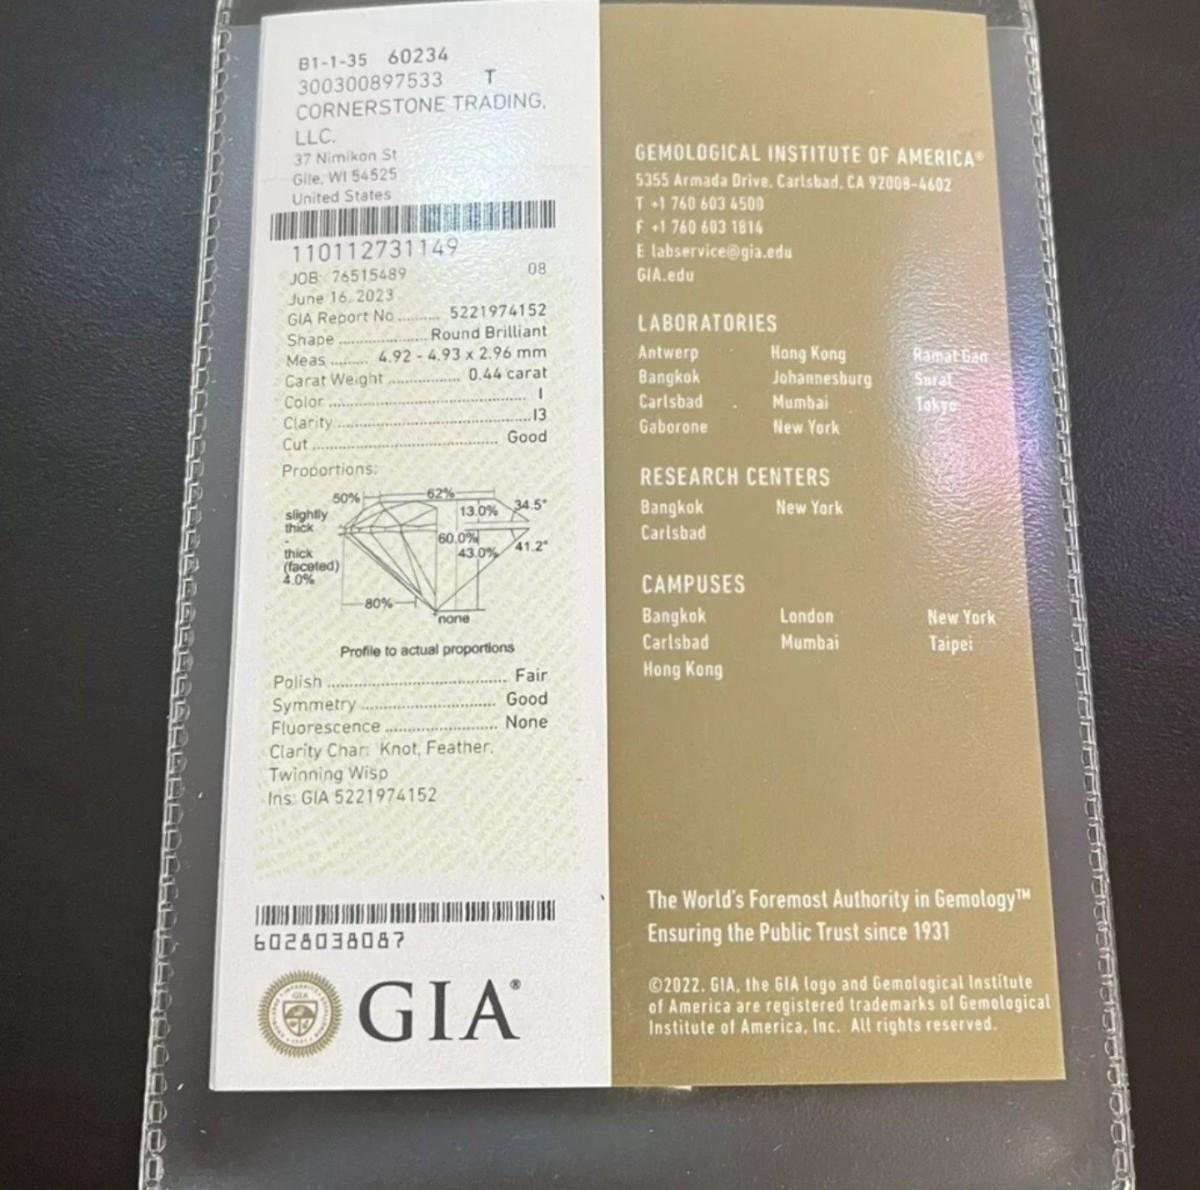 B1-1-35 60234
300300897533 T
CORNERSTONE TRADING,
LLC.
37 Nimikon St
Gile, WI 54525
United States
110112731149
JOB: 76515489 08
June 16, 2023
GIA Report No .......... 5221974152
Shape ..................... Round Brilliant
Meas ......... 4.92 - 4.93 x 2.96 mm
Carat Weight ................. 0.44 carat
Color .............................................. I
Clarity ............................................ I3
Cut .......................................... Good
Proportions:
50% 62%
13.0% 34.5°
slightly
thick
-
thick
(faceted)
4.0%
60.0%
43.0% 41.2°
80%
none
Profile to actual proportions
Polish ........................................ Fair
Symmetry .............................. Good
Fluorescence ......................... None
Clarity Char: Knot, Feather,
Twinning Wisp
Ins: GIA 5221974152
6028038087
GIA
GIA®
GEMOLOGICAL INSTITUTE OF AMERICA®
5355 Armada Drive, Carlsbad, CA 92008-4602
T +1 760 603 4500
F +1 760 603 1814
E labservice@gia.edu
GIA.edu
LABORATORIES
Antwerp Hong Kong Ramat Gan
Bangkok Johannesburg Surat
Carlsbad Mumbai Tokyo
Gaborone New York
RESEARCH CENTERS
Bangkok New York
Carlsbad
CAMPUSES
Bangkok London New York
Carlsbad Mumbai Taipei
Hong Kong
The World's Foremost Authority in Gemology™
Ensuring the Public Trust since 1931
©2022. GIA, the GIA logo and Gemological Institute
of America are registered trademarks of Gemological
Institute of America, Inc. All rights reserved.